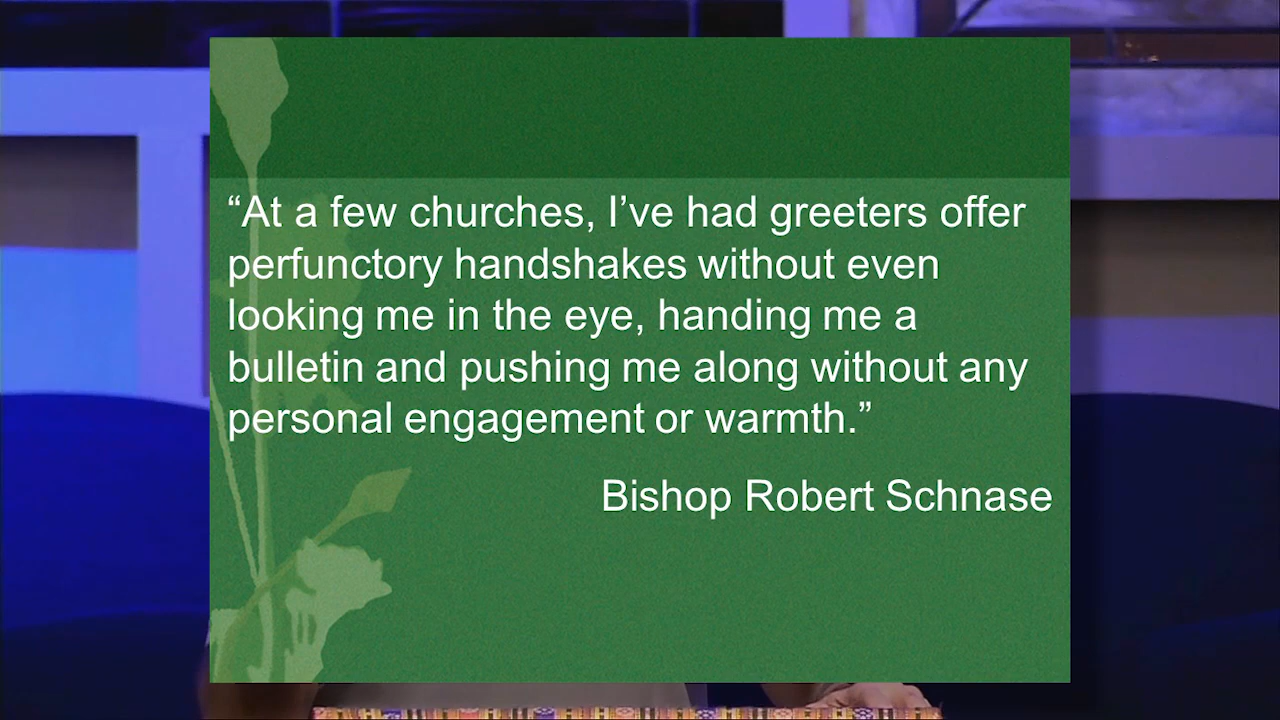 “At a few churches, I’ve had greeters offer
perfunctory handshakes without even
looking me in the eye, handing me a
bulletin and pushing me along without any
personal engagement or warmth.”
Bishop Robert Schnase